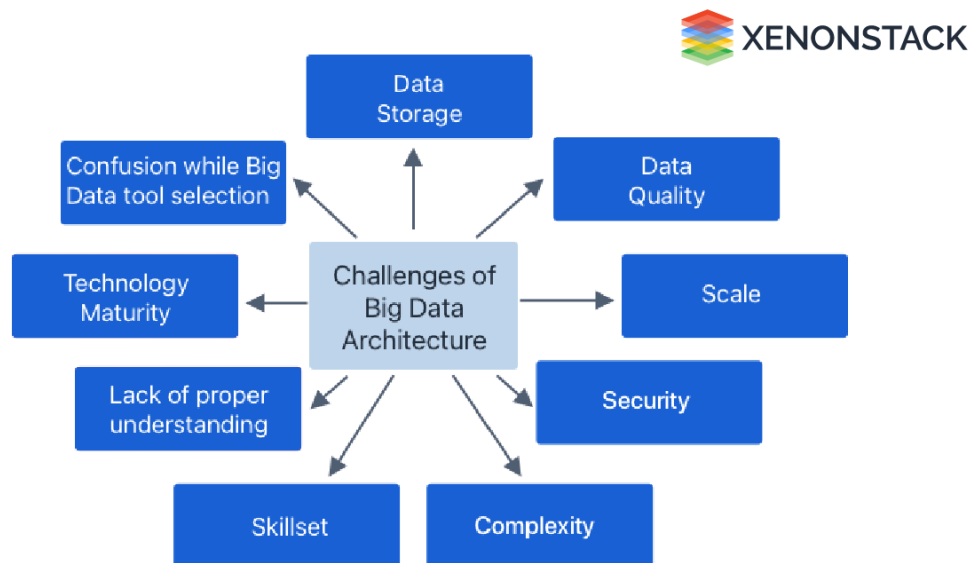 XENONSTACK
Data
Storage
Confusion while Big
Data tool selection
Data
Quality
Technology
Maturity
Challenges of
Big Data
Architecture
Scale
Lack of proper
understanding
Security
Skillset
Complexity